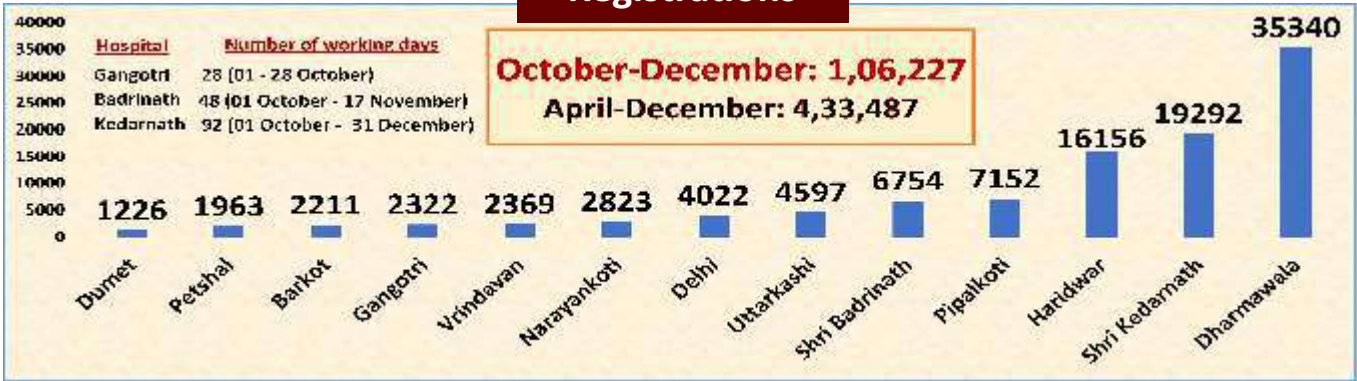 Registrations
40000
35000
30000
25000
20000
15000
10000
5000
0
Hospital Number of working days
Gangotri 28 (01 - 28 October)
Badrinath 48 (01 October - 17 November)
Kedarnath 92 (01 October - 31 December)
October-December: 1,06,227
April-December: 4,33,487
1226 1963 2211 2322 2369 2823 4022 4597 6754 7152 16156 19292 35340
Dumet
Petshal
Barkot
Gangotri
Vrindavan
Narayankoti
Delhi
Uttarkashi
Shri Badrinath
Pipalkoti
Haridwar
Shri Kedarnath
Dharmawala